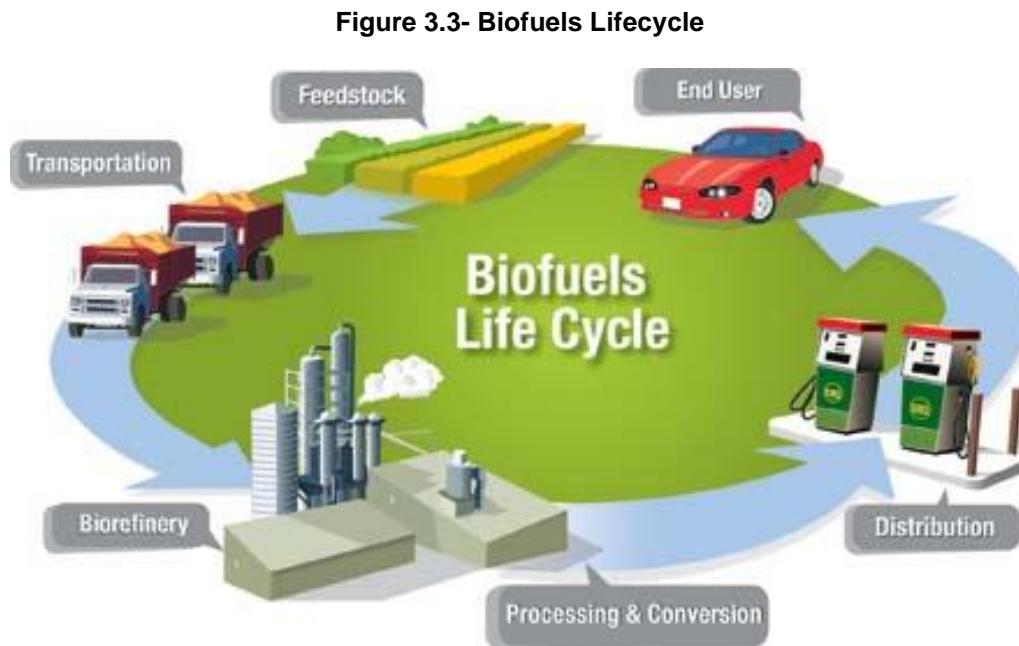 Figure 3.3- Biofuels Lifecycle
Feedstock
End User
Transportation
Biofuels
Life Cycle
Biorefinery
Distribution
Processing & Conversion